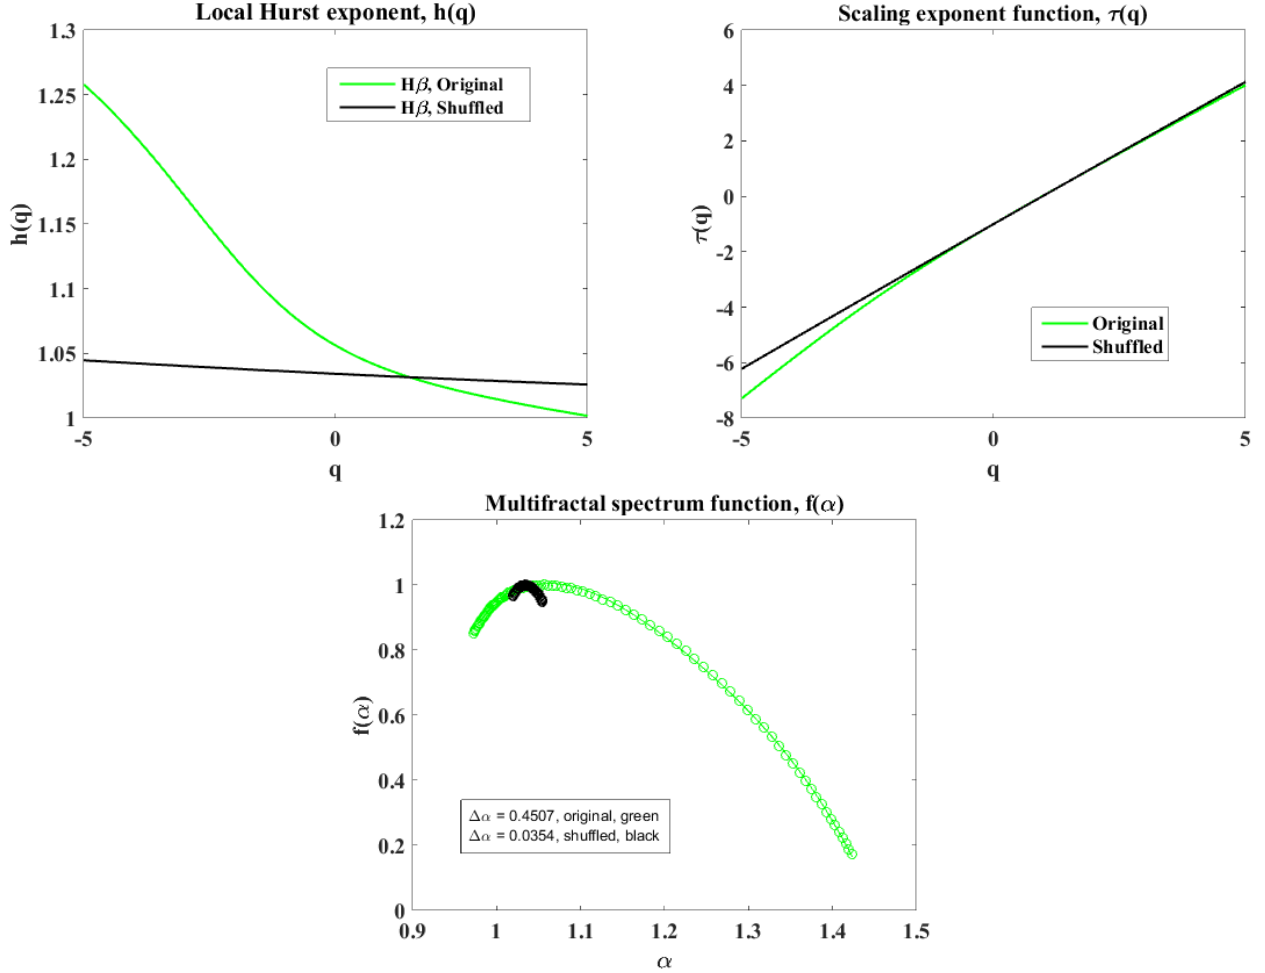 Local Hurst exponent, h(q)
1.3
1.25
1.2
1.15
1.1
1.05
1
h(q)
Hβ, Original
Hβ, Shuffled
-5
0
5
q
Scaling exponent function, τ(q)
6
4
2
0
-2
-4
-6
-8
τ(q)
Original
Shuffled
-5
0
5
q
Multifractal spectrum function, f(α)
1.2
1
0.8
0.6
0.4
0.2
0
f(α)
Δα = 0.4507, original, green
Δα = 0.0354, shuffled, black
0.9
1
1.1
1.2
1.3
1.4
1.5
α